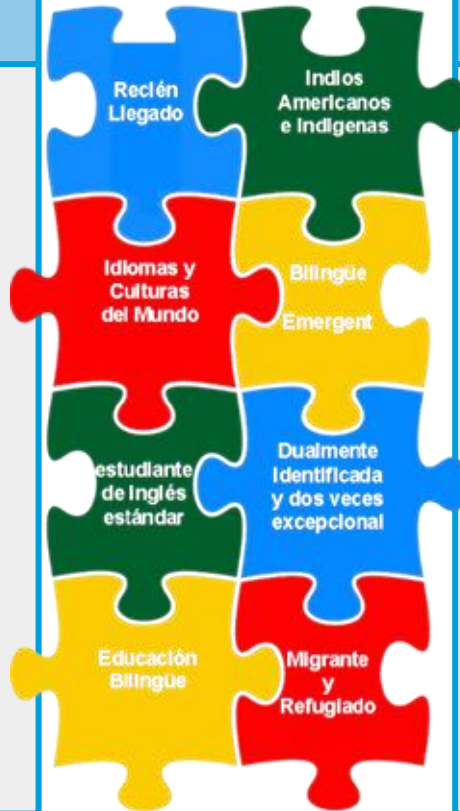 Recién
Llegado
Indios
Americanos
e Indigenas
Idiomas y
Culturas
del Mundo
Bilingüe
Emergent
estudiante
de Inglés
estándar
Dualmente
Identificada
y dos veces
excepcional
Educación
Bilingüe
Migrante
y
Refugiado